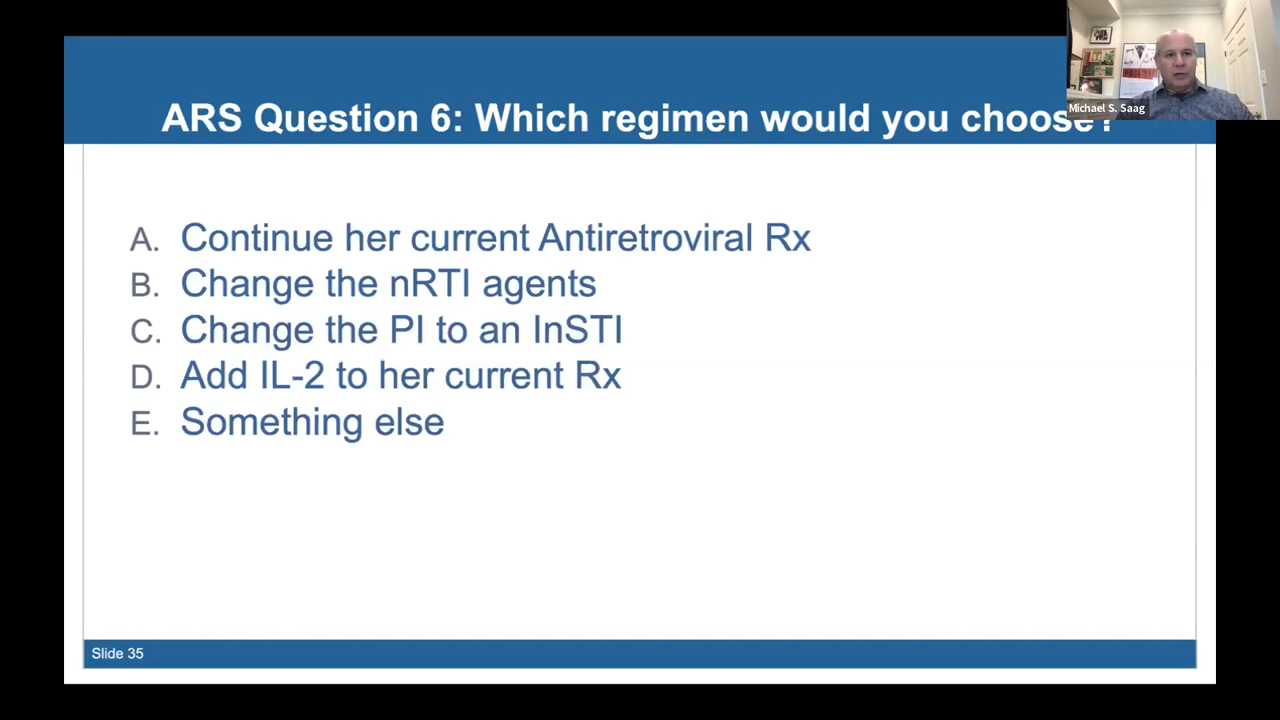 Michael S. Saag
ARS Question 6: Which regimen would you choose?
A. Continue her current Antiretroviral Rx
B. Change the nRTI agents
C. Change the PI to an InSTI
D. Add IL-2 to her current Rx
E. Something else
Slide 35